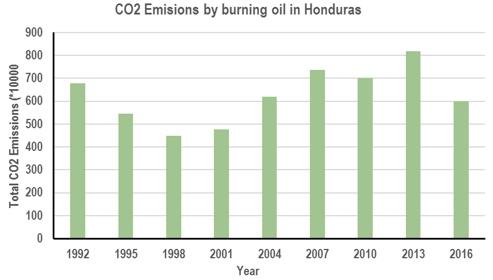 CO2 Emisions by burning oil in Honduras
Total CO2 Emissions (*10000
900
800
700
600
500
400
300
200
100
0
1992 1995 1998 2001 2004 2007 2010 2013 2016
Year